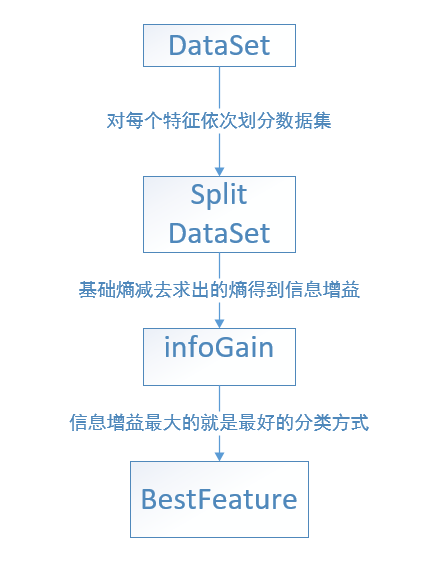 DataSet
对每个特征依次划分数据集
Split
DataSet
基础熵减去求出的熵得到信息增益
infoGain
信息增益最大的就是最好的分类方式
BestFeature